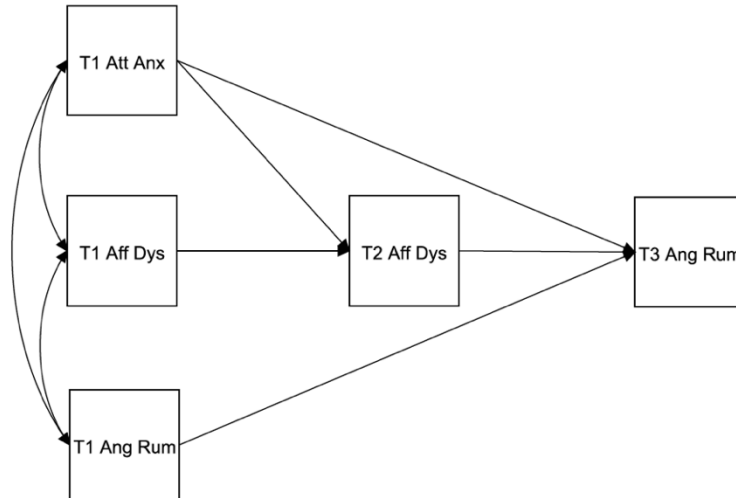 T1 Att Anx
T1 Aff Dys
T2 Aff Dys
T3 Ang Rum
T1 Ang Rum